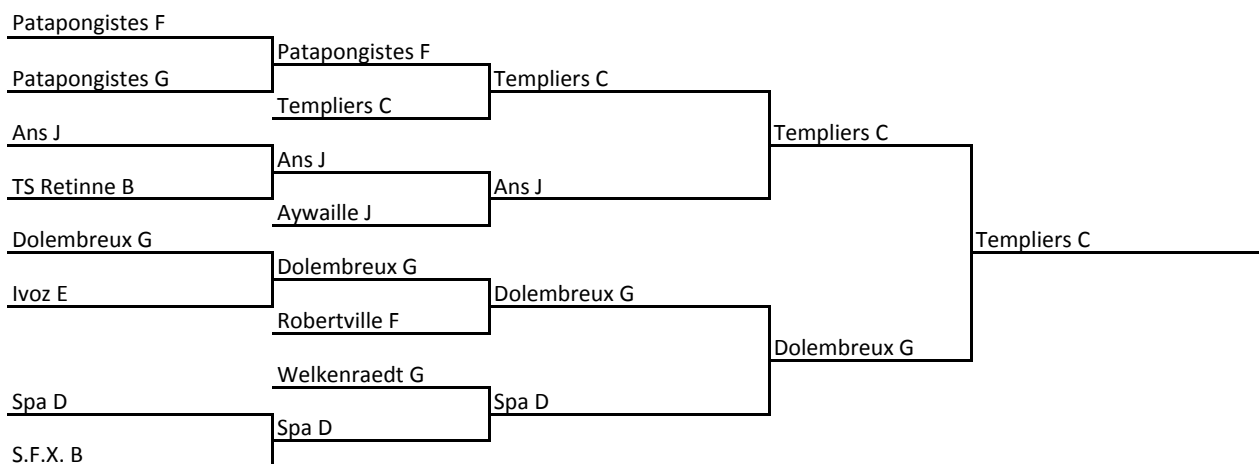 Patapongistes F
Patapongistes F
Patapongistes G
Templiers C
Templiers C
Ans J
Templiers C
Ans J
TS Retinne B
Ans J
Aywaille J
Dolembreux G
Templiers C
Dolembreux G
Ivoz E
Dolembreux G
Robertville F
Dolembreux G
Welkenraedt G
Spa D
Spa D
Spa D
S.F.X. B